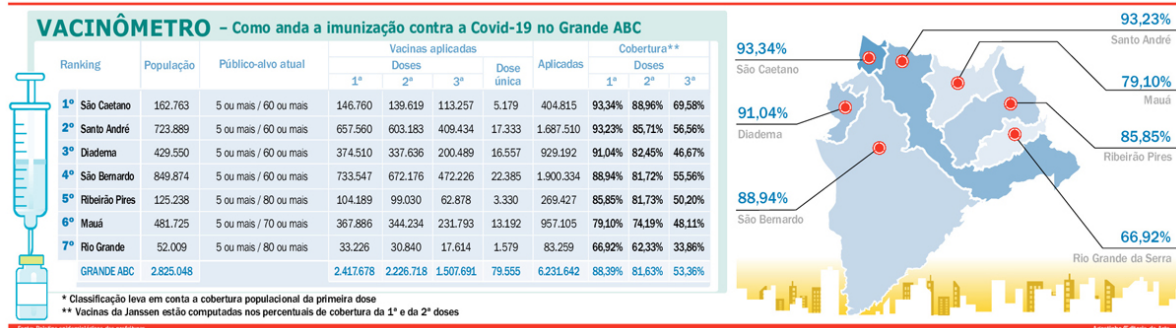 VACINÔMETRO – Como anda a imunização contra a Covid-19 no Grande ABC
Ranking População Público-alvo atual Vacinas aplicadas Aplicadas Cobertura**
Doses Dose única Doses
1ª 2ª 3ª 1ª 2ª 3ª
1º São Caetano 162.763 5 ou mais / 60 ou mais 146.760 139.619 113.257 5.179 404.815 93,34% 88,96% 69,58%
2º Santo André 723.889 5 ou mais / 60 ou mais 657.560 603.183 409.434 17.333 1.687.510 93,23% 85,71% 56,56%
3º Diadema 429.550 5 ou mais / 60 ou mais 374.510 337.636 200.489 16.557 929.192 91,04% 82,45% 46,67%
4º São Bernardo 849.874 5 ou mais / 60 ou mais 733.547 672.176 472.226 22.385 1.900.334 88,94% 81,72% 55,56%
5º Ribeirão Pires 125.238 5 ou mais / 80 ou mais 104.189 99.030 62.878 3.330 269.427 85,85% 81,73% 50,20%
6º Mauá 481.725 5 ou mais / 70 ou mais 367.886 344.234 231.793 13.192 957.105 79,10% 74,19% 48,11%
7º Rio Grande 52.009 5 ou mais / 80 ou mais 33.226 30.840 17.614 1.579 83.259 66,92% 62,33% 33,86%
GRANDE ABC 2.825.048 2.417.678 2.226.718 1.507.691 79.555 6.231.642 88,39% 81,63% 53,36%
* Classificação leva em conta a cobertura populacional da primeira dose
** Vacinas da Janssen estão computadas nos percentuais de cobertura da 1ª e da 2ª doses
93,34%
São Caetano
91,04%
Diadema
88,94%
São Bernardo
93,23%
Santo André
79,10%
Mauá
85,85%
Ribeirão Pires
66,92%
Rio Grande da Serra